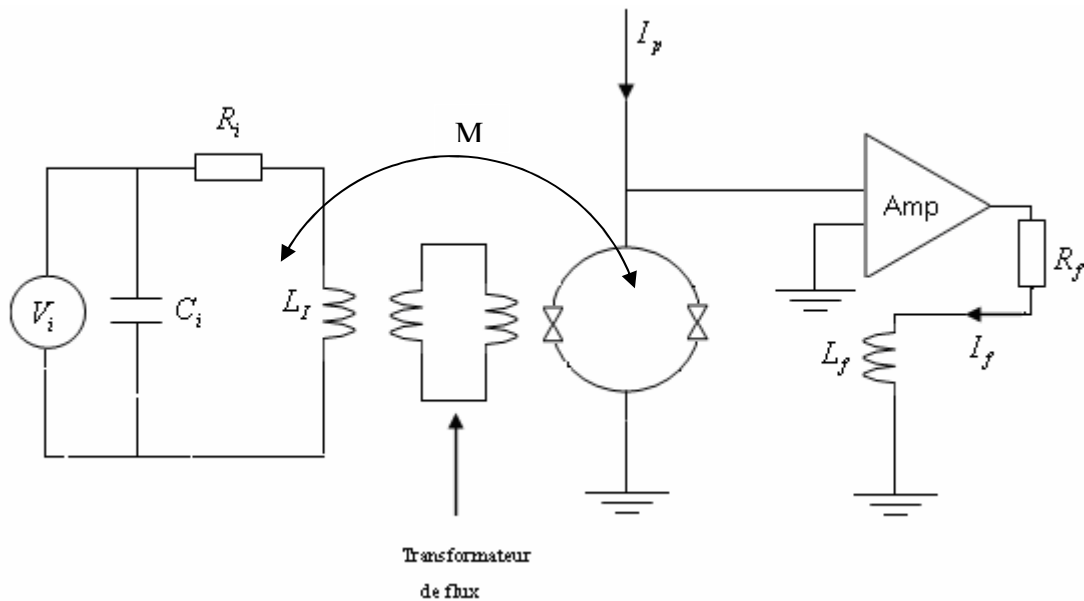 I_p
R_i
M
Amp
V_i
C_i
L_I
R_f
L_f
I_f
Transformateur
de flux